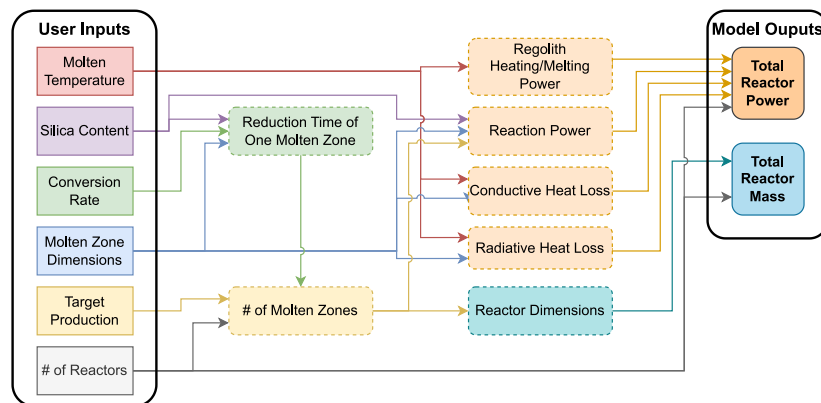 User Inputs
Molten
Temperature
Silica Content
Conversion
Rate
Molten Zone
Dimensions
Target
Production
# of Reactors
Reduction Time of
One Molten Zone
# of Molten Zones
Regolith
Heating/Melting
Power
Reaction Power
Conductive Heat Loss
Radiative Heat Loss
Reactor Dimensions
Model Ouputs
Total
Reactor
Power
Total
Reactor
Mass